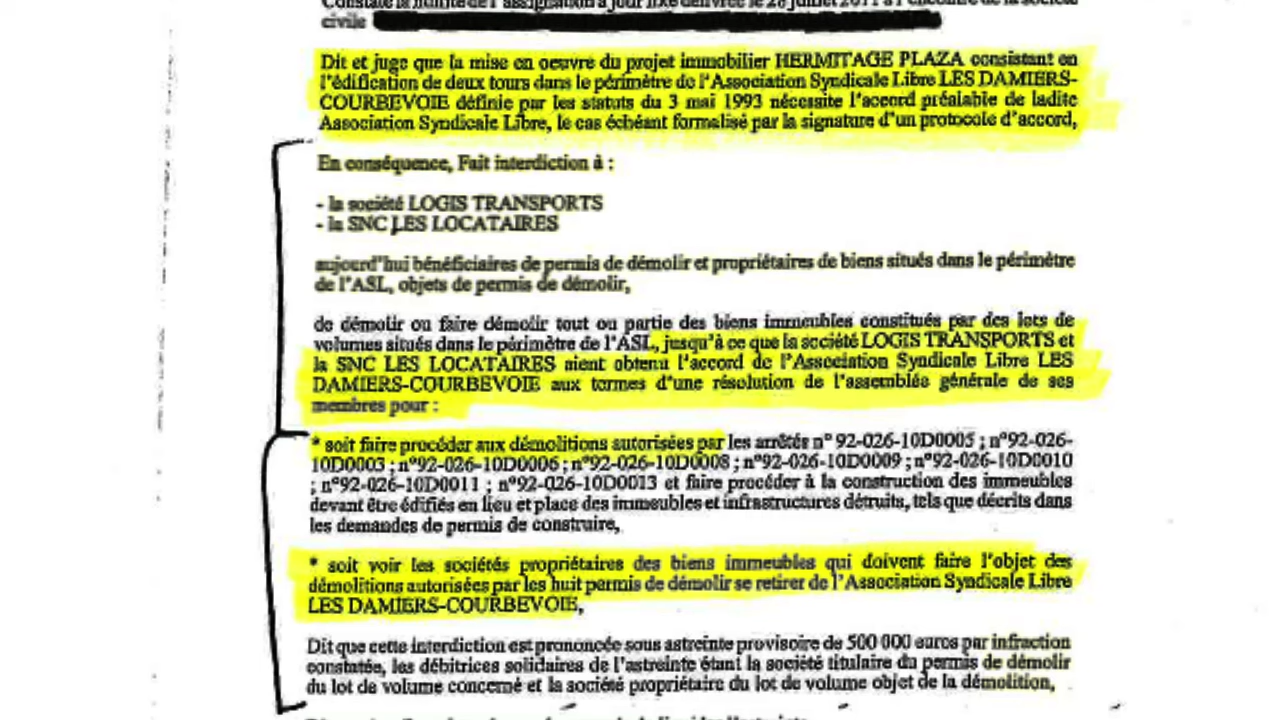 Constate la nullité de l'assignation à jour fixe délivrée le 28 juillet 2011 à l'encontre de la société
civile
Dit et juge que la mise en oeuvre du projet immobilier HERMITAGE PLAZA consistant en
l'édification de deux tours dans le périmètre de l'Association Syndicale Libre LES DAMIERS-
COURBEVOIE définie par les statuts du 3 mai 1993 nécessite l'accord préalable de ladite
Association Syndicale Libre, le cas échéant formalisé par la signature d'un protocole d'accord,
En conséquence, Fait interdiction à :
- la société LOGIS TRANSPORTS
- la SNC LES LOCATAIRES
aujourd'hui bénéficiaires de permis de démolir et propriétaires de biens situés dans le périmètre
de l'ASL, objets de permis de démolir,
de démolir ou faire démolir tout ou partie des biens immeubles constitués par des lots de
volumes situés dans le périmètre de l'ASL, jusqu'à ce que la société LOGIS TRANSPORTS et
la SNC LES LOCATAIRES aient obtenu l'accord de l'Association Syndicale Libre LES
DAMIERS-COURBEVOIE aux termes d'une résolution de l'assemblée générale de ses
membres pour :
* soit faire procéder aux démolitions autorisées par les arrêtés n° 92-026-10D0005 ; n°92-026-
10D0003 ; n°92-026-10D0006 ; n°92-026-10D0008 ; n°92-026-10D0009 ; n°92-026-10D0010
; n°92-026-10D0011 ; n°92-026-10D0013 et faire procéder à la construction des immeubles
devant être édifiés en lieu et place des immeubles et infrastructures détruits, tels que décrits dans
les demandes de permis de construire,
* soit voir les sociétés propriétaires des biens immeubles qui doivent faire l'objet des
démolitions autorisées par les huit permis de démolir se retirer de l'Association Syndicale Libre
LES DAMIERS-COURBEVOIE,
Dit que cette interdiction est prononcée sous astreinte provisoire de 500 000 euros par infraction
constatée, les débitrices solidaires de l'astreinte étant la société titulaire du permis de démolir
du lot de volume concerné et la société propriétaire du lot de volume objet de la démolition,